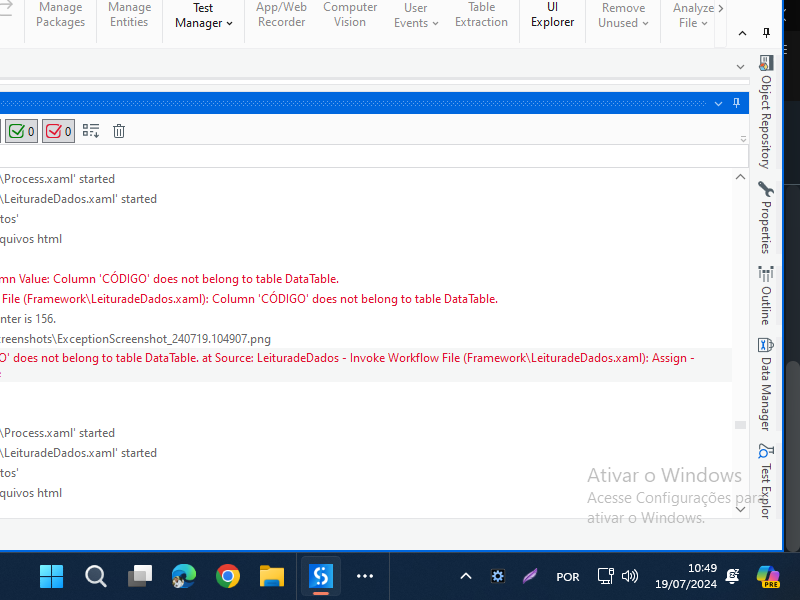 Manage
Packages
Manage
Entities
Test
Manager
App/Web
Recorder
Computer
Vision
User
Events
Table
Extraction
UI
Explorer
Remove
Unused
Analyze
File
0
0
Object Repository
Properties
Outline
Data Manager
Test Explor
\Process.xaml' started
\LeituradeDados.xaml' started
tos'
quivos html
mn Value: Column 'CÓDIGO' does not belong to table DataTable.
File (Framework\LeituradeDados.xaml): Column 'CÓDIGO' does not belong to table DataTable.
nter is 156.
reenshots\ExceptionScreenshot_240719.104907.png
O' does not belong to table DataTable. at Source: LeituradeDados - Invoke Workflow File (Framework\LeituradeDados.xaml): Assign -
\Process.xaml' started
\LeituradeDados.xaml' started
tos'
quivos html
Ativar o Windows
Acesse Configurações para
ativar o Windows.
POR
10:49
19/07/2024
PRE